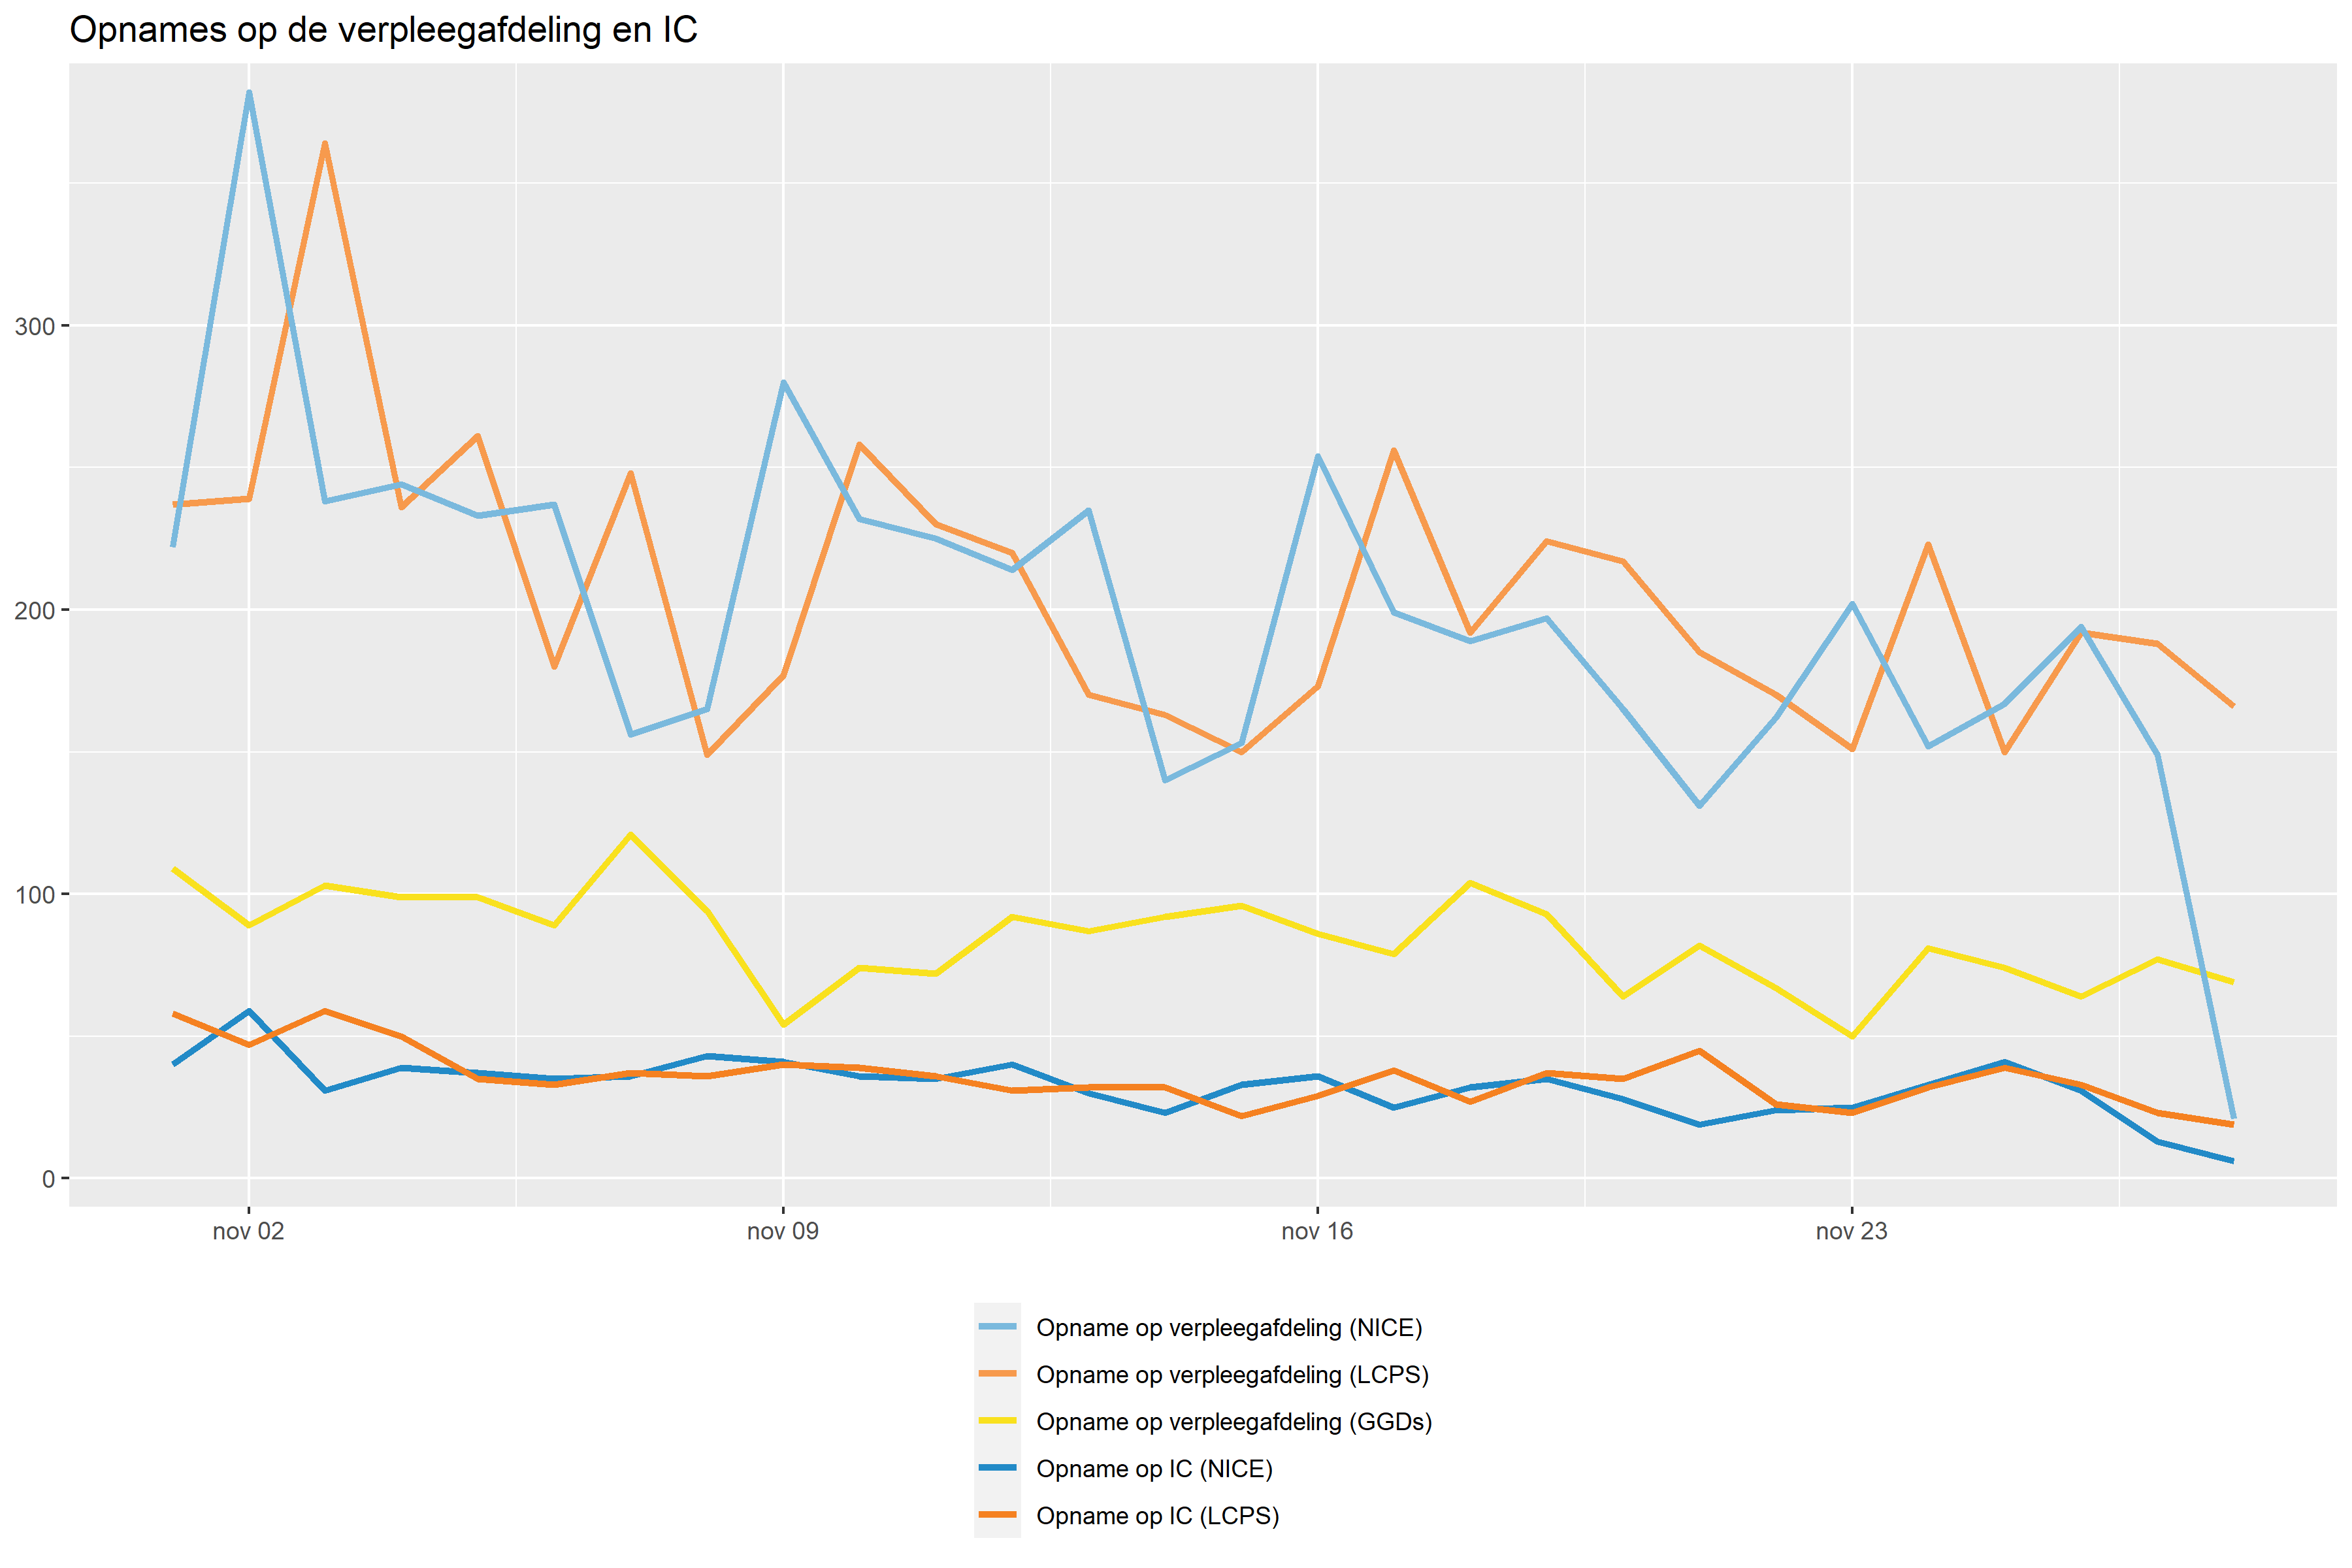 Opnames op de verpleegafdeling en IC
300
200
100
0
nov 02
nov 09
nov 16
nov 23
Opname op verpleegafdeling (NICE)
Opname op verpleegafdeling (LCPS)
Opname op verpleegafdeling (GGDs)
Opname op IC (NICE)
Opname op IC (LCPS)